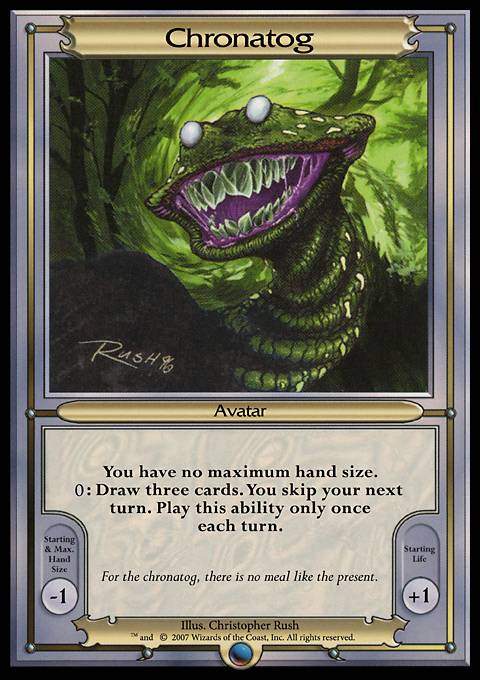 Chronatog
RUSH 96
Avatar
You have no maximum hand size.
0: Draw three cards. You skip your next
turn. Play this ability only once
each turn.
For the chronatog, there is no meal like the present.
Starting
& Max.
Hand
Size
-1
Starting
Life
+1
Illus. Christopher Rush
™ and © 2007 Wizards of the Coast, Inc. All rights reserved.